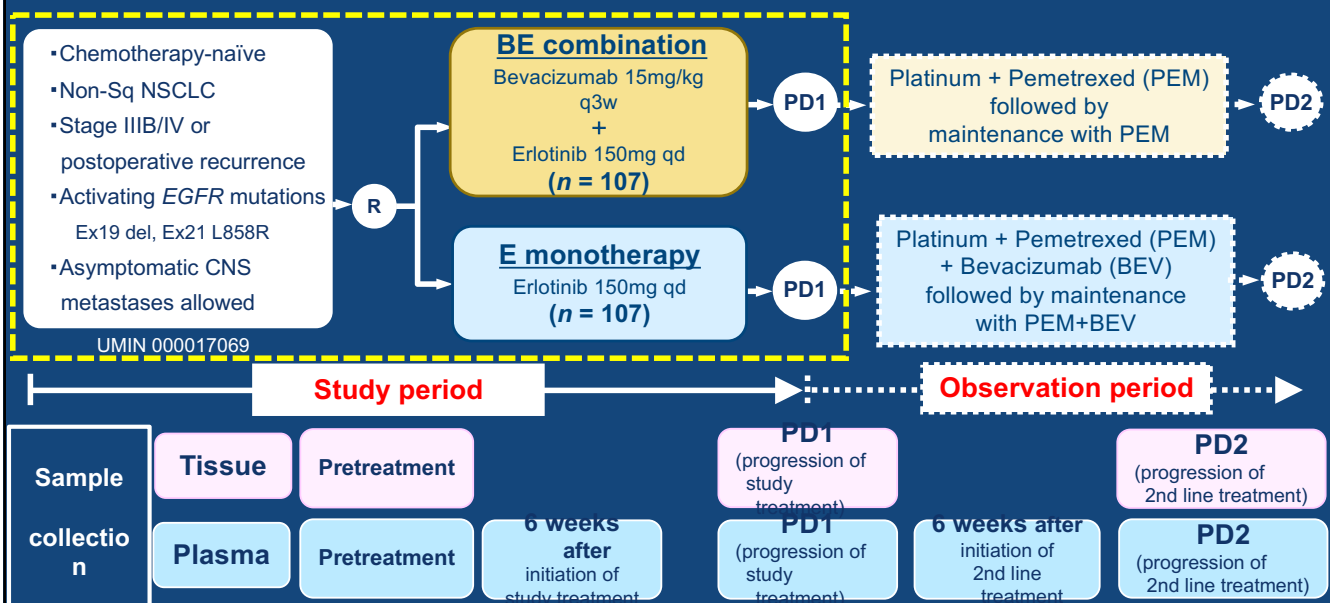 ・Chemotherapy-naïve
・Non-Sq NSCLC
・Stage IIIB/IV or
postoperative recurrence
・Activating EGFR mutations
Ex19 del, Ex21 L858R
・Asymptomatic CNS
metastases allowed
UMIN 000017069
R
BE combination
Bevacizumab 15mg/kg
q3w
+
Erlotinib 150mg qd
(n = 107)
PD1
Platinum + Pemetrexed (PEM)
followed by
maintenance with PEM
PD2
E monotherapy
Erlotinib 150mg qd
(n = 107)
PD1
Platinum + Pemetrexed (PEM)
+ Bevacizumab (BEV)
followed by maintenance
with PEM+BEV
PD2
Study period
Observation period
Sample
collectio
n
Tissue
Pretreatment
PD1
(progression of
study
treatment)
PD2
(progression of
2nd line treatment)
Plasma
Pretreatment
6 weeks
after
initiation of
study treatment
PD1
(progression of
study
treatment)
6 weeks after
initiation of
2nd line
treatment
PD2
(progression of
2nd line treatment)